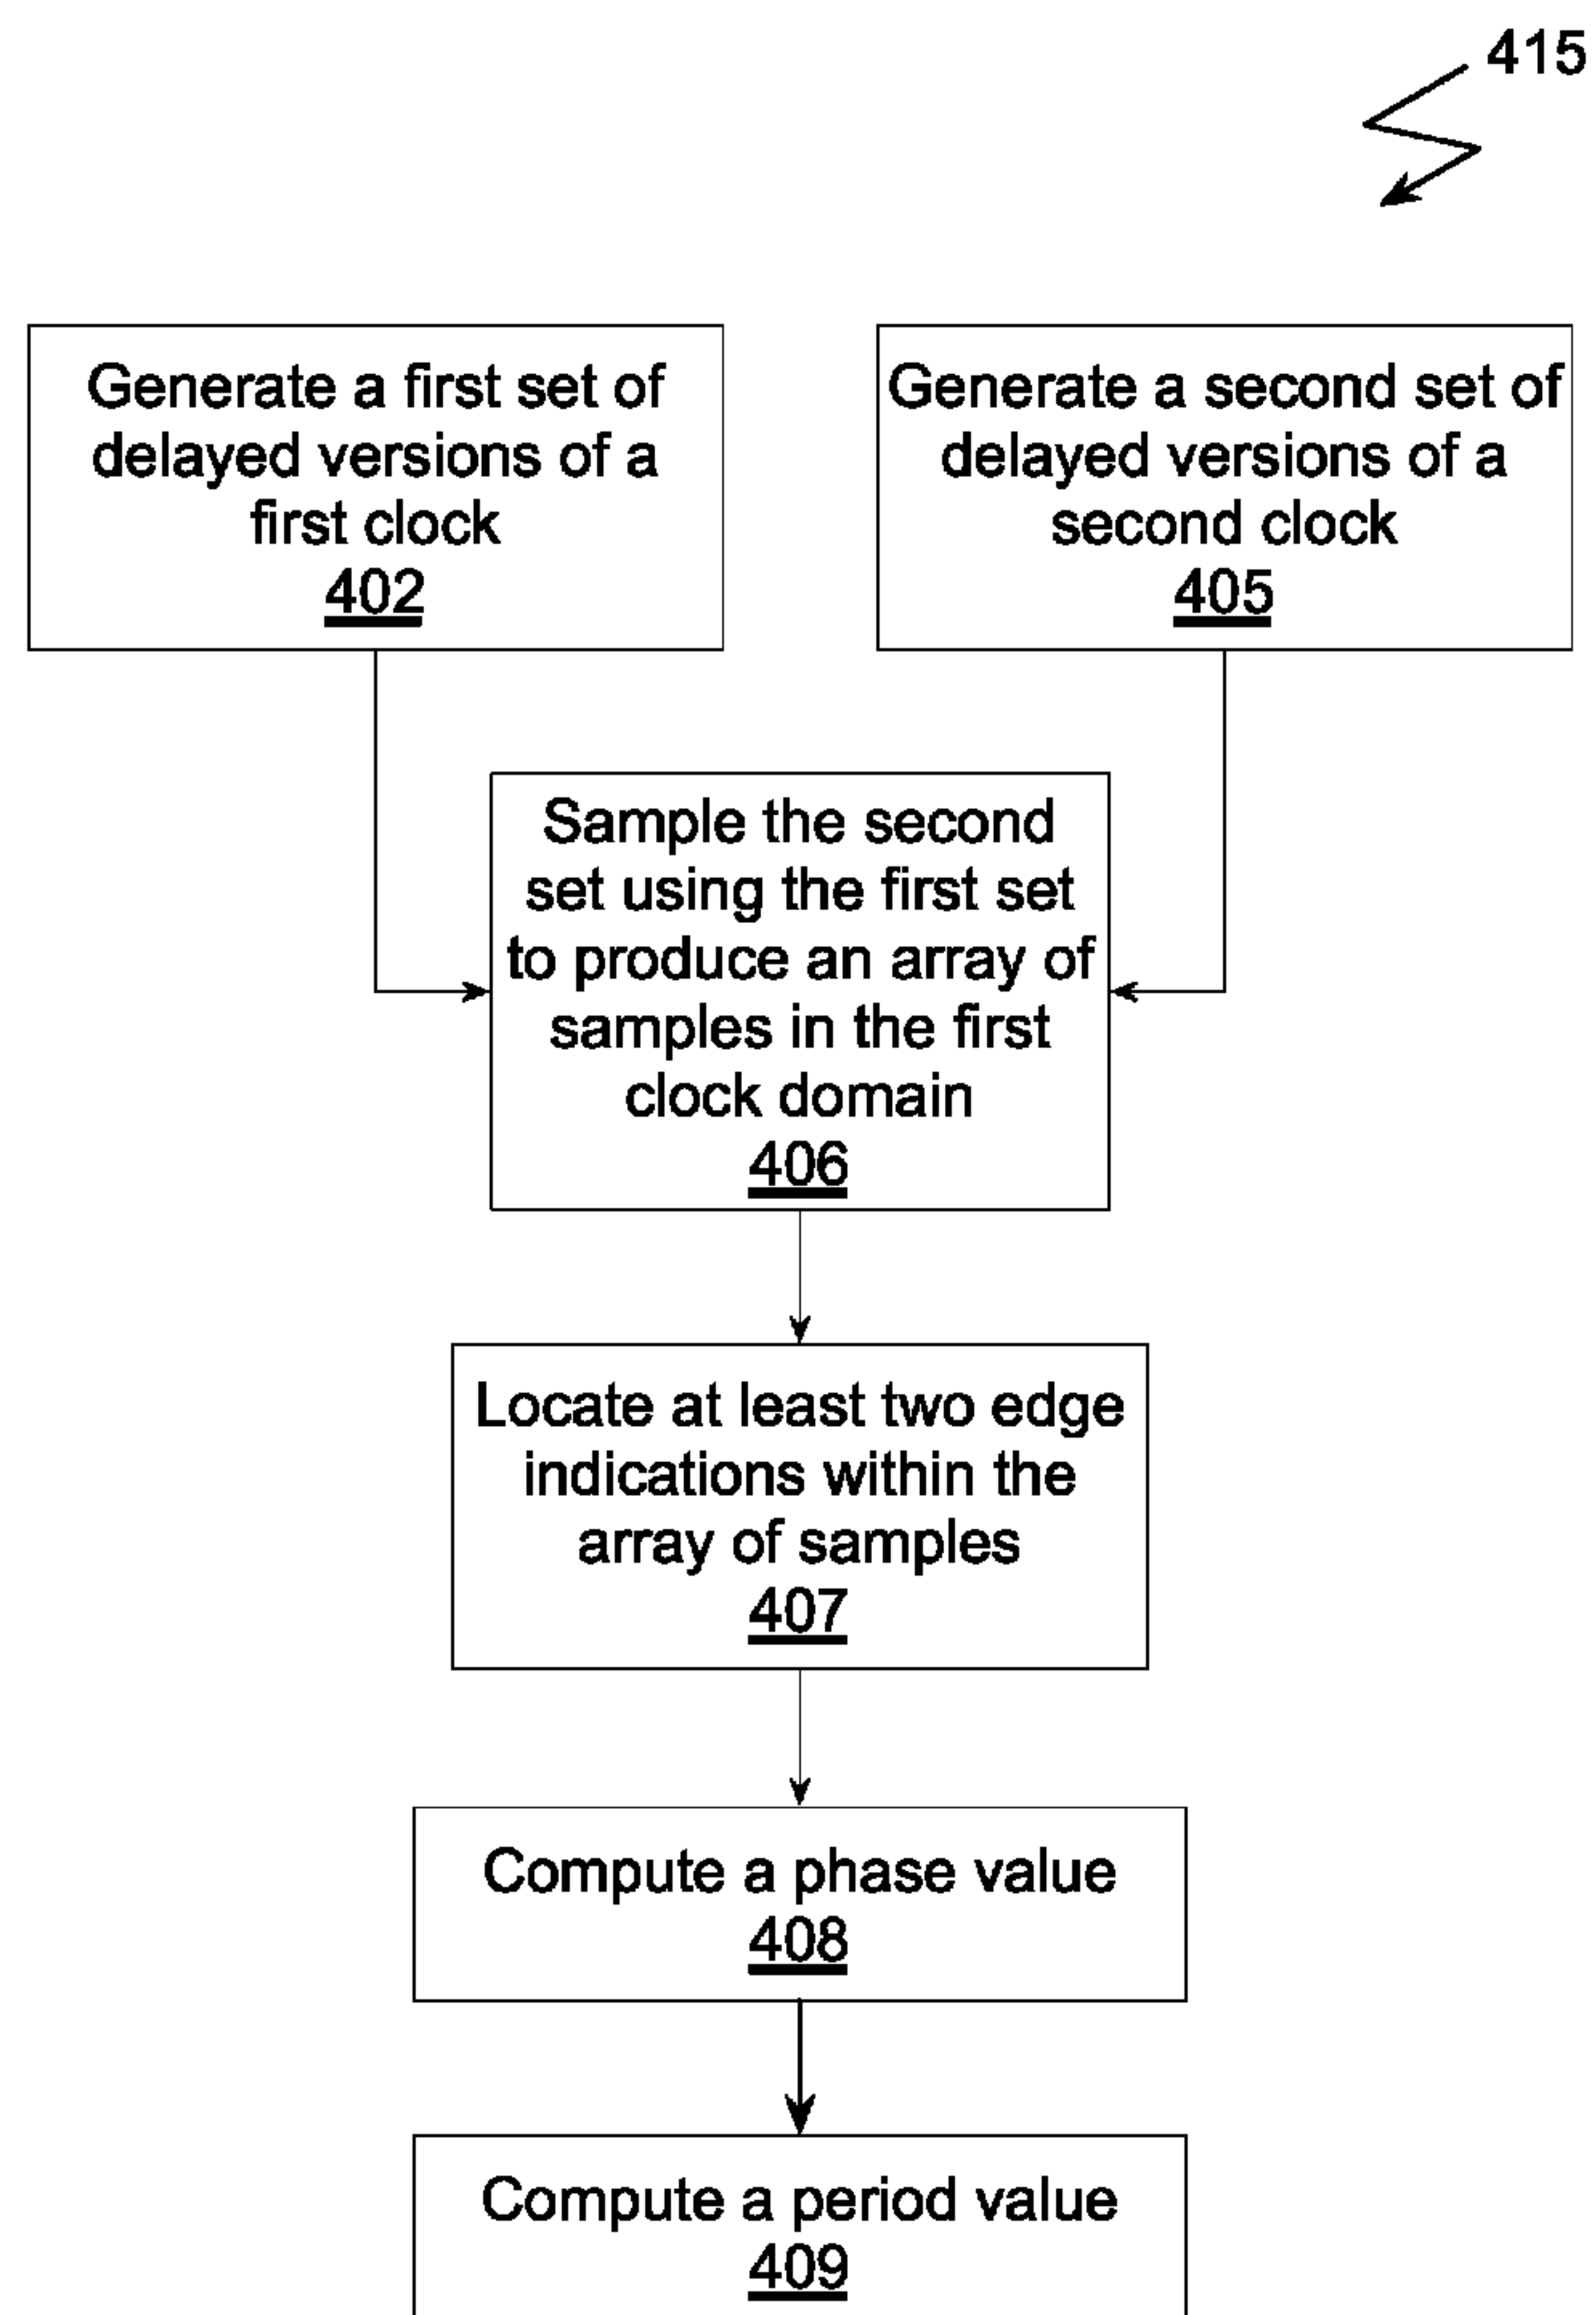 415
Generate a first set of
delayed versions of a
first clock
402
Generate a second set of
delayed versions of a
second clock
405
Sample the second
set using the first set
to produce an array of
samples in the first
clock domain
406
Locate at least two edge
indications within the
array of samples
407
Compute a phase value
408
Compute a period value
409